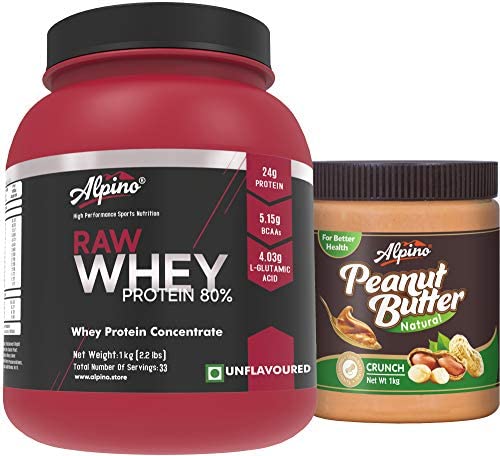 Alpino®
High Performance Sports Nutrition
RAW
WHEY
PROTEIN 80%
Whey Protein Concentrate
Net Weight:1 kg (2.2 lbs)
Total Number Of Servings:33
www.alpino.store
24g
PROTEIN
5.15g
BCAAs
4.03g
L-GLUTAMIC
ACID
UNFLAVOURED
For Better
Health
Alpino®
Peanut
Butter
Natural
CRUNCH
Net Wt 1kg